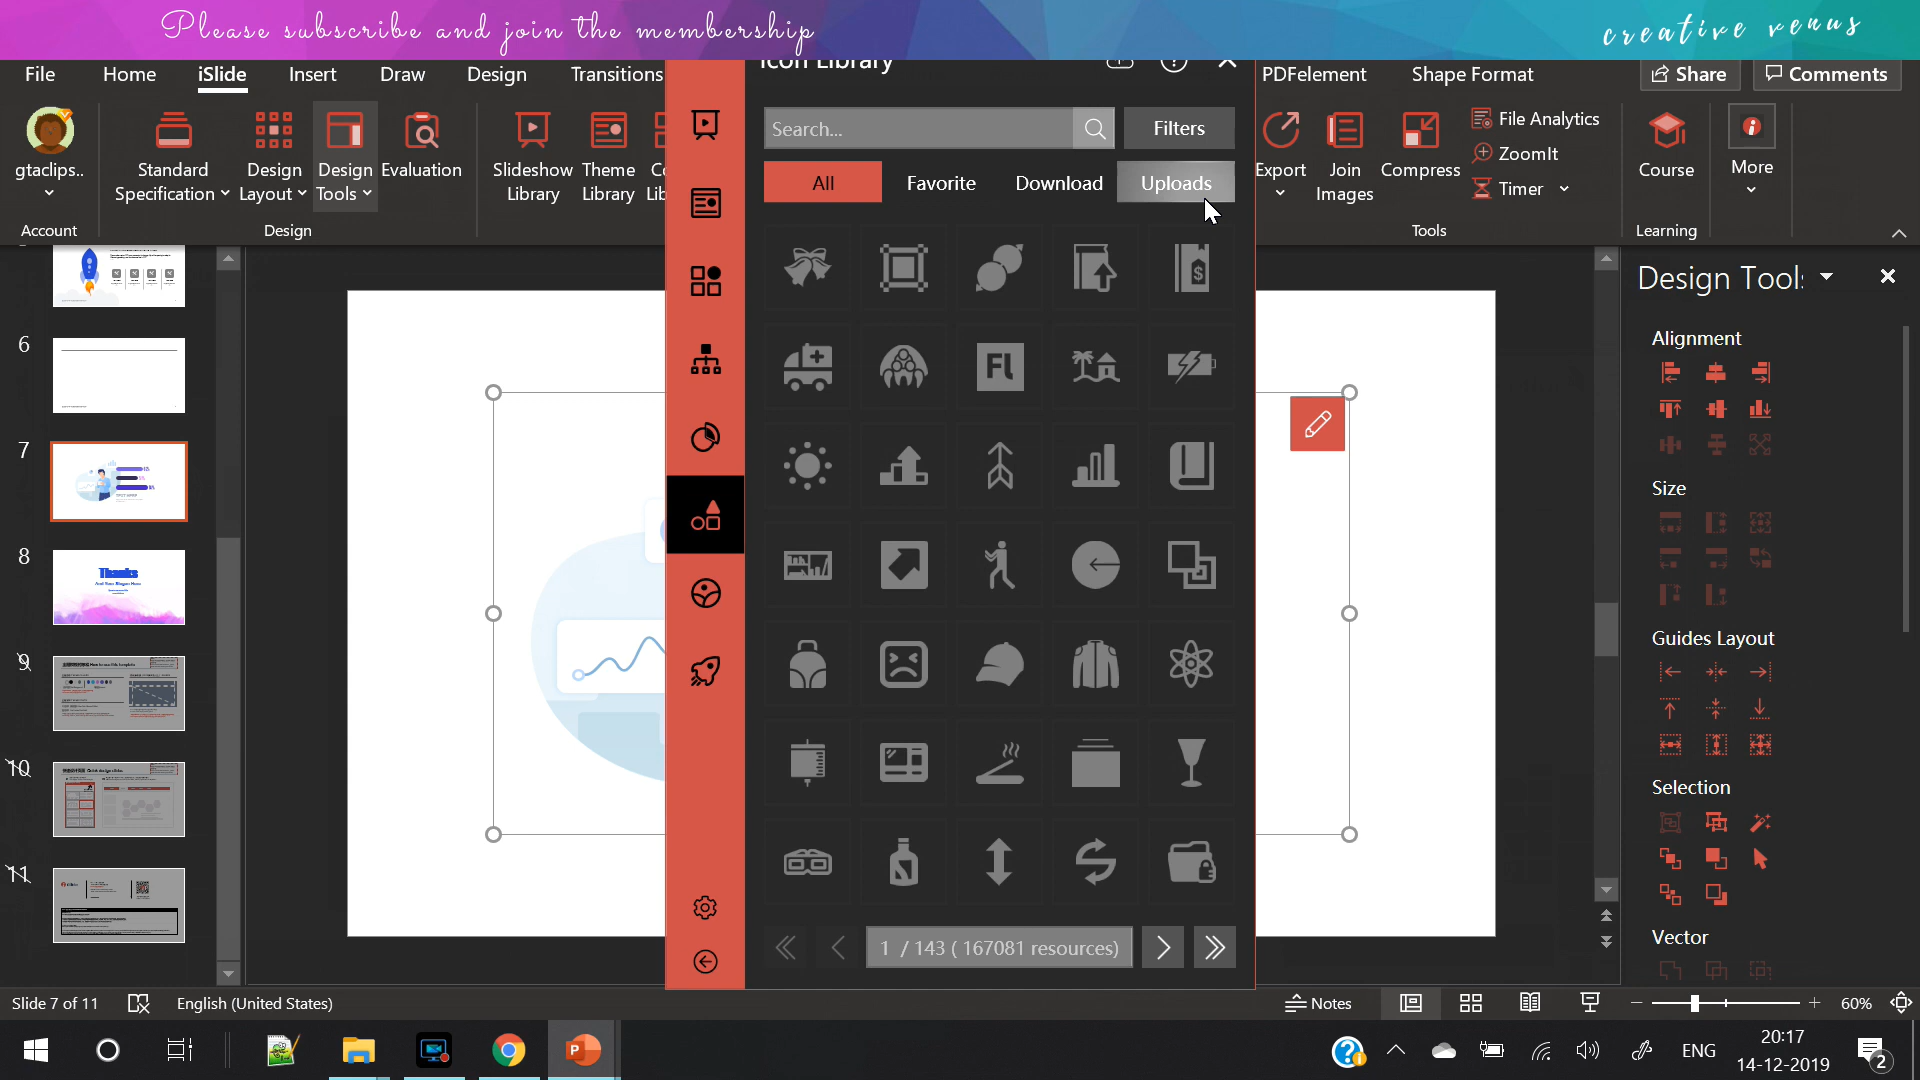 Please subscribe and join the membership
creative venus
File
Home
iSlide
Insert
Draw
Design
Transitions
PDFelement
Shape Format
Share
Comments
gtaclips..
Standard
Specification
Design
Layout
Design
Tools
Evaluation
Slideshow
Library
Theme
Library
Account
Design
Icon Library
Search...
Filters
All
Favorite
Download
Uploads
Fl
1 / 143 ( 167081 resources)
Export
Join
Images
Compress
File Analytics
ZoomIt
Timer
Course
More
Tools
Learning
6
7
8
Thanks
9
10
11
Design Tool
Alignment
Size
Guides Layout
Selection
Vector
Slide 7 of 11
English (United States)
Notes
60%
ENG
20:17
14-12-2019
2